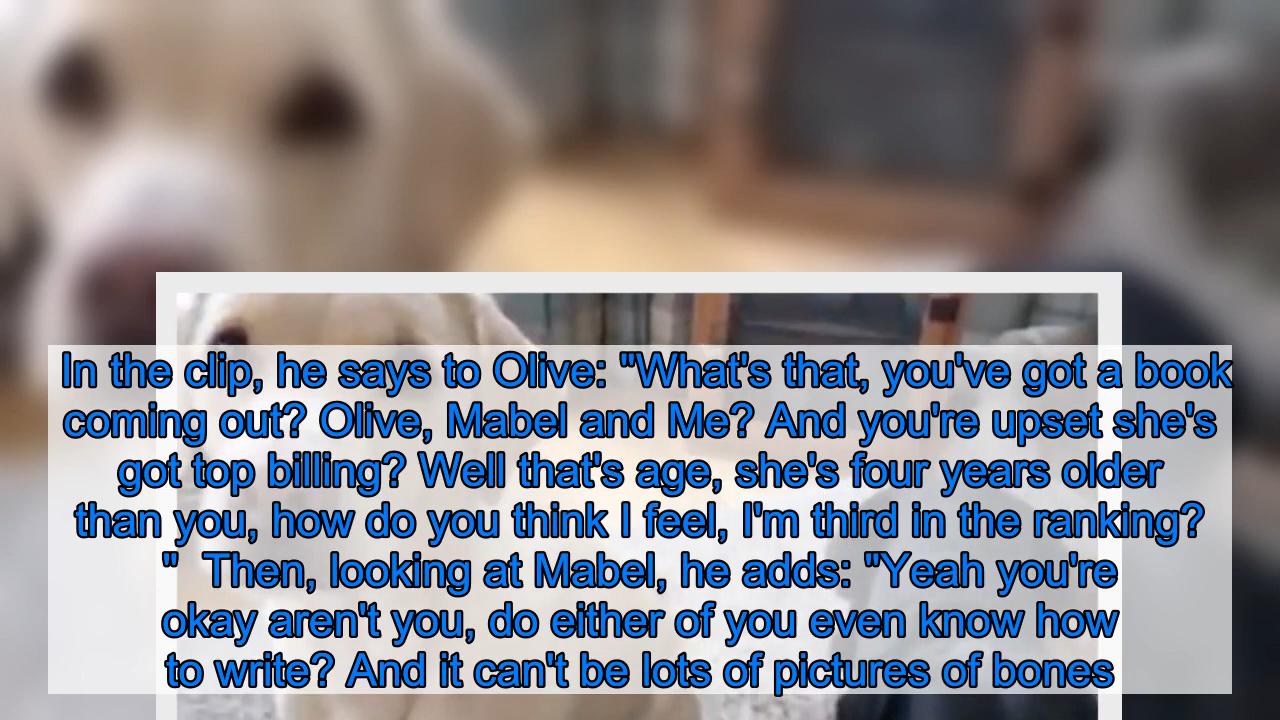 In the clip, he says to Olive: "What's that, you've got a book
coming out? Olive, Mabel and Me? And you're upset she's
got top billing? Well that's age, she's four years older
than you, how do you think I feel, I'm third in the ranking?
"  Then, looking at Mabel, he adds: "Yeah you're
okay aren't you, do either of you even know how
to write? And it can't be lots of pictures of bones